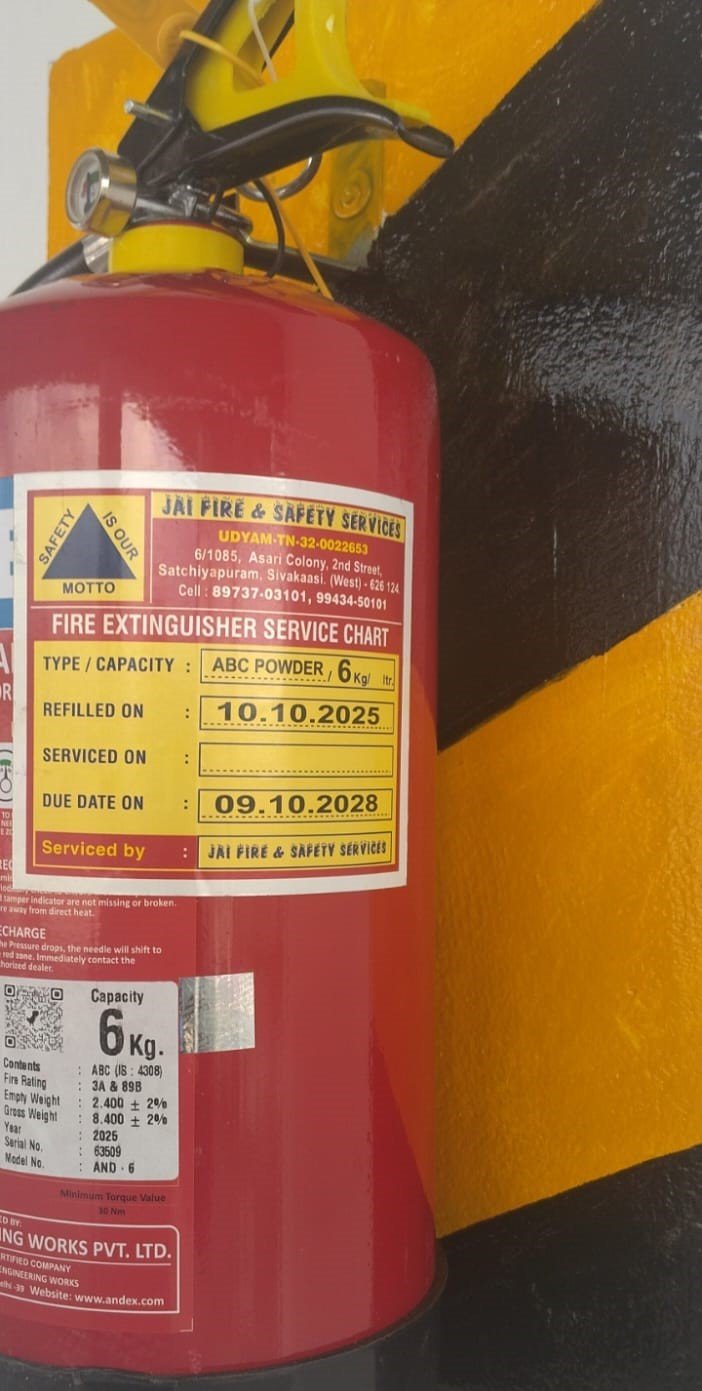 SAFETY IS OUR
MOTTO
JAI FIRE & SAFETY SERVICES
UDYAM-TN-32-0022653
6/1085, Asari Colony, 2nd Street,
Satchiyapuram, Sivakaasi. (West) - 626 124.
Cell : 89737-03101, 99434-50101
FIRE EXTINGUISHER SERVICE CHART
TYPE / CAPACITY : ABC POWDER / 6 Kg/ ltr.
REFILLED ON : 10.10.2025
SERVICED ON :
DUE DATE ON : 09.10.2028
Serviced by : JAI FIRE & SAFETY SERVICES
tamper indicator are not missing or broken.
away from direct heat.
Pressure drops, the needle will shift to
red zone. Immediately contact the
dealer.
Capacity
6 Kg.
Contents : ABC (IS : 4308)
Fire Rating : 3A & 89B
Empty Weight : 2.400 ± 2%
Gross Weight : 8.400 ± 2%
Year : 2025
Serial No. : 63509
Model No. : AND - 6
Minimum Torque Value
30 Nm
BY:
WORKS PVT. LTD.
COMPANY
ENGINEERING WORKS
-39 Website: www.andex.com